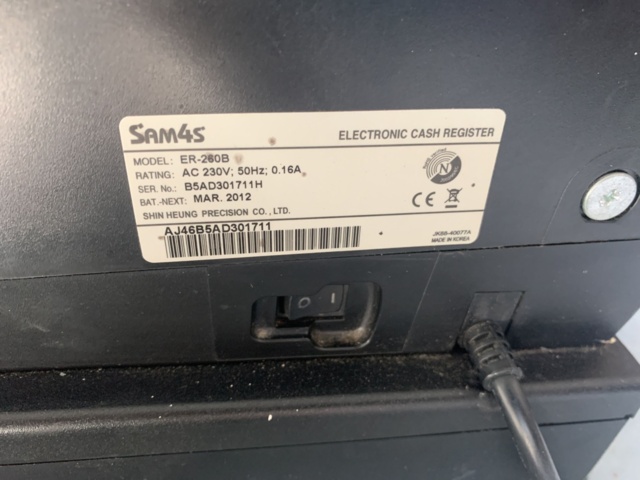 SAM4S
ELECTRONIC CASH REGISTER
MODEL: ER-260B
RATING: AC 230V; 50Hz; 0.16A
SER. NO.: B5AD301711H
BAT.-NEXT: MAR. 2012
SHIN HEUNG PRECISION CO., LTD.
AJ46B5AD301711
N
CE
JK68-40077A
MADE IN KOREA
O I